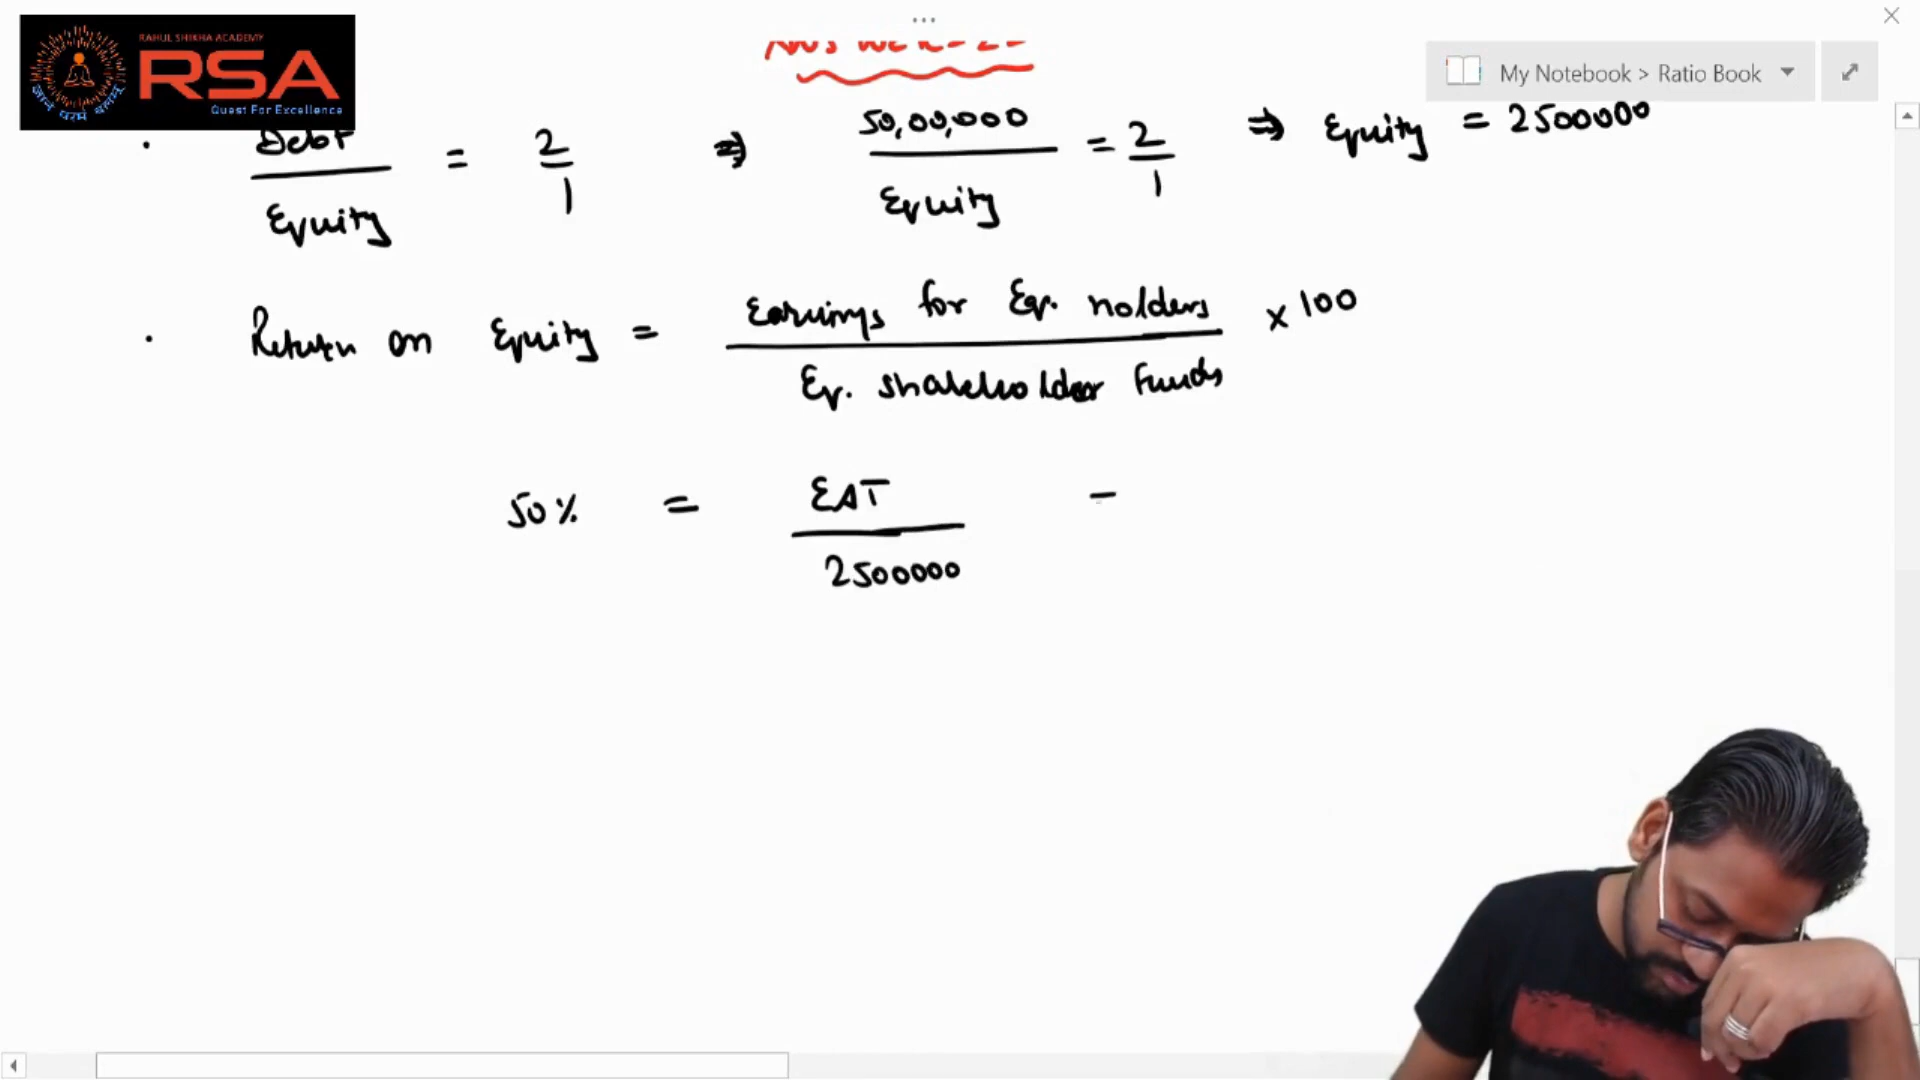 RAHUL SHIKHA ACADEMY
RSA
Quest For Excellence
My Notebook > Ratio Book
Debt / Equity = 2 / 1 ⇒ 50,00,000 / Equity = 2 / 1 ⇒ Equity = 2500000
Return on Equity = Earnings for Eq. holders / Eq. shareholder Funds × 100
50% = EAT / 2500000 =